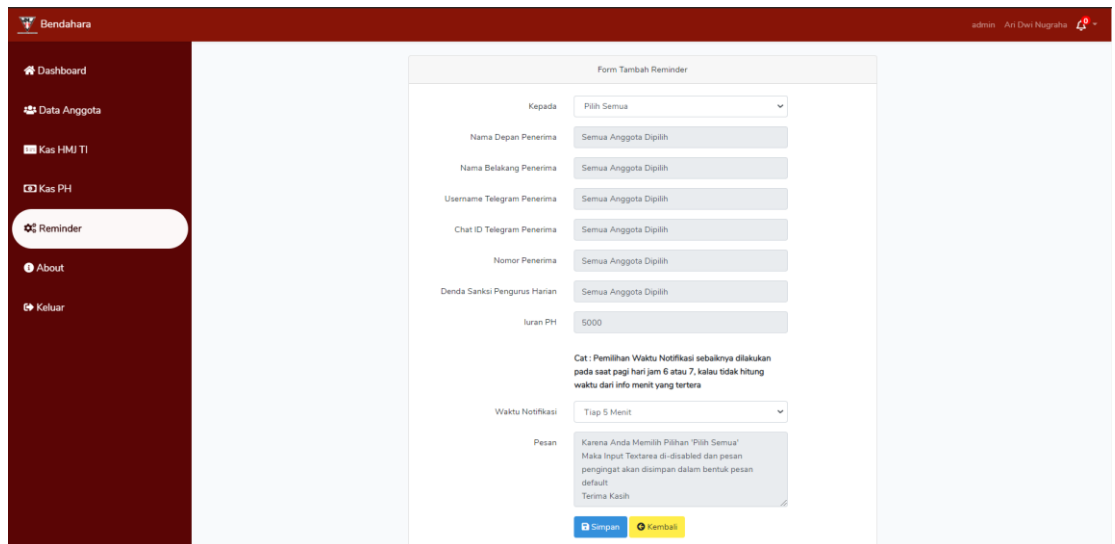 Bendahara
admin Ari Dwi Nugraha 0
Dashboard
Data Anggota
Kas HMJ TI
Kas PH
Reminder
About
Keluar
Form Tambah Reminder
Kepada Pilih Semua
Nama Depan Penerima Semua Anggota Dipilih
Nama Belakang Penerima Semua Anggota Dipilih
Username Telegram Penerima Semua Anggota Dipilih
Chat ID Telegram Penerima Semua Anggota Dipilih
Nomor Penerima Semua Anggota Dipilih
Denda Sanksi Pengurus Harian Semua Anggota Dipilih
Iuran PH 5000
Cat : Pemilihan Waktu Notifikasi sebaiknya dilakukan
pada saat pagi hari jam 6 atau 7, kalau tidak hitung
waktu dari info menit yang tertera
Waktu Notifikasi Tiap 5 Menit
Pesan Karena Anda Memilih Pilihan 'Pilih Semua'
Maka Input Textarea di-disabled dan pesan
pengingat akan disimpan dalam bentuk pesan
default
Terima Kasih
Simpan Kembali